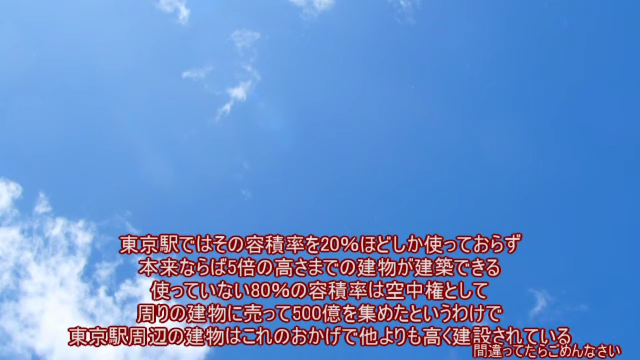 東京駅ではその容積率を20%ほどしか使っておらず
本来ならば5倍の高さまでの建物が建築できる
使っていない80%の容積率は空中権として
周りの建物に売って500億を集めたというわけで
東京駅周辺の建物はこれのおかげで他よりも高く建設されている
間違ってたらごめんなさい